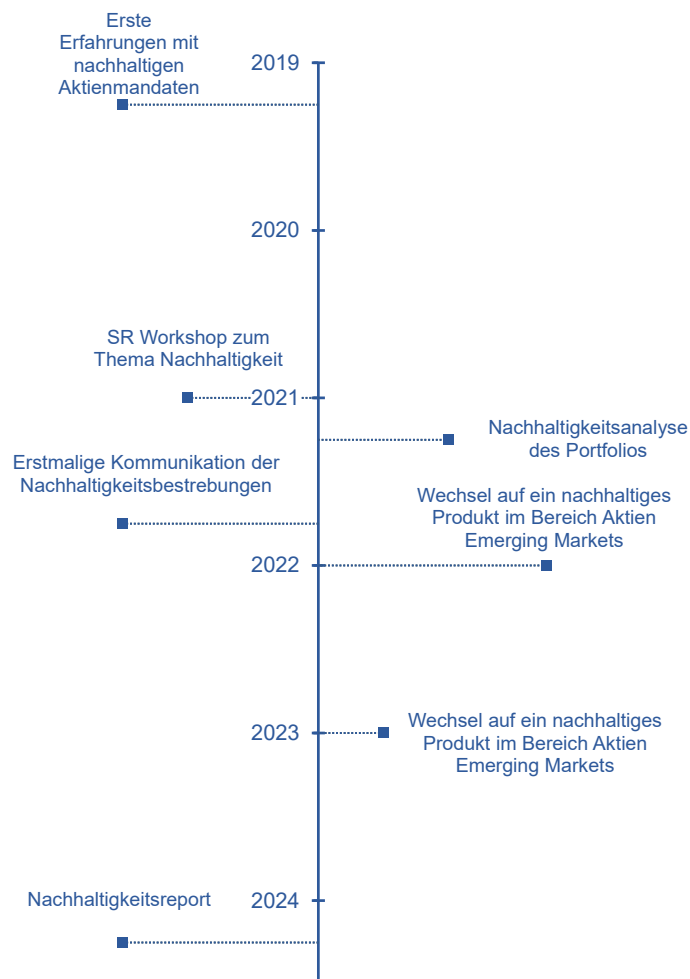 Erste
Erfahrungen mit
nachhaltigen
Aktienmandaten
2019
2020
SR Workshop zum
Thema Nachhaltigkeit
2021
Nachhaltigkeitsanalyse
des Portfolios
Erstmalige Kommunikation der
Nachhaltigkeitsbestrebungen
Wechsel auf ein nachhaltiges
Produkt im Bereich Aktien
Emerging Markets
2022
Wechsel auf ein nachhaltiges
Produkt im Bereich Aktien
Emerging Markets
2023
Nachhaltigkeitsreport
2024